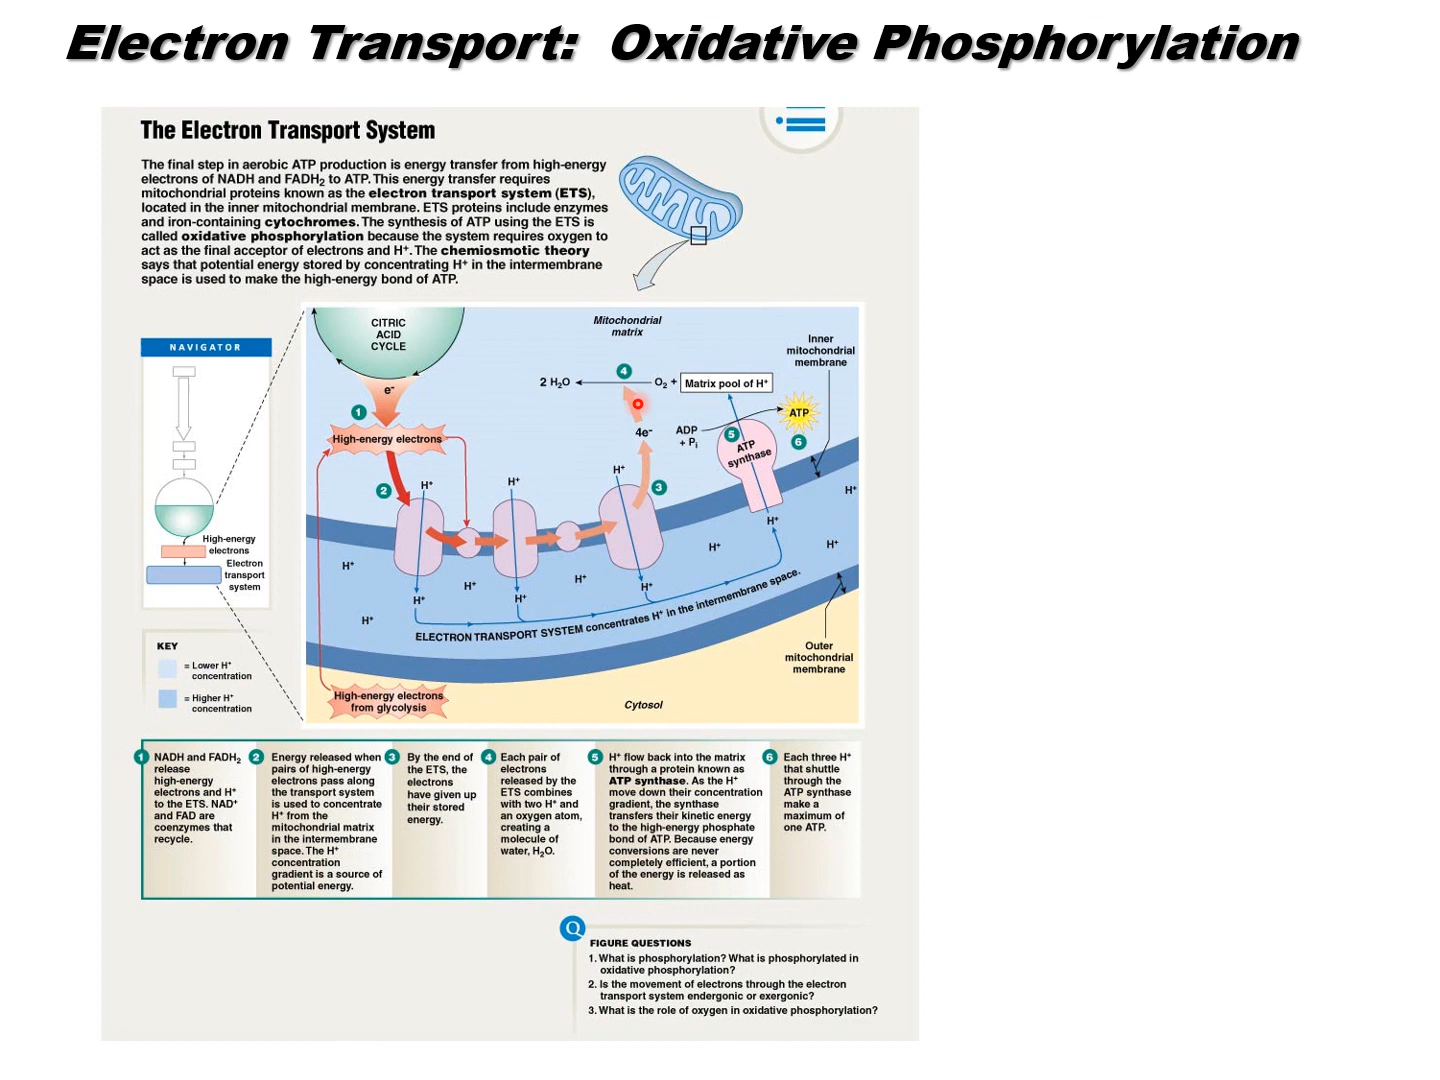 Electron Transport:  Oxidative Phosphorylation
The Electron Transport System
The final step in aerobic ATP production is energy transfer from high-energy
electrons of NADH and FADH₂ to ATP. This energy transfer requires
mitochondrial proteins known as the electron transport system (ETS),
located in the inner mitochondrial membrane. ETS proteins include enzymes
and iron-containing cytochromes. The synthesis of ATP using the ETS is
called oxidative phosphorylation because the system requires oxygen to
act as the final acceptor of electrons and H⁺. The chemiosmotic theory
says that potential energy stored by concentrating H⁺ in the intermembrane
space is used to make the high-energy bond of ATP.
NAVIGATOR
High-energy
electrons
Electron
transport
system
KEY
= Lower H⁺
concentration
= Higher H⁺
concentration
CITRIC
ACID
CYCLE
Mitochondrial
matrix
Inner
mitochondrial
membrane
e⁻
1
High-energy electrons
2 H₂O
4
O₂ +
Matrix pool of H⁺
4e⁻
ADP
+ Pᵢ
5
ATP
synthase
ATP
6
2
3
H⁺
H⁺
H⁺
H⁺
H⁺
H⁺
H⁺
H⁺
H⁺
H⁺
H⁺
H⁺
H⁺
H⁺
ELECTRON TRANSPORT SYSTEM concentrates H⁺ in the intermembrane space.
Outer
mitochondrial
membrane
High-energy electrons
from glycolysis
Cytosol
1 NADH and FADH₂
release
high-energy
electrons and H⁺
to the ETS. NAD⁺
and FAD are
coenzymes that
recycle.
2 Energy released when
pairs of high-energy
electrons pass along
the transport system
is used to concentrate
H⁺ from the
mitochondrial matrix
in the intermembrane
space. The H⁺
concentration
gradient is a source of
potential energy.
3 By the end of
the ETS, the
electrons
have given up
their stored
energy.
4 Each pair of
electrons
released by the
ETS combines
with two H⁺ and
an oxygen atom,
creating a
molecule of
water, H₂O.
5 H⁺ flow back into the matrix
through a protein known as
ATP synthase. As the H⁺
move down their concentration
gradient, the synthase
transfers their kinetic energy
to the high-energy phosphate
bond of ATP. Because energy
conversions are never
completely efficient, a portion
of the energy is released as
heat.
6 Each three H⁺
that shuttle
through the
ATP synthase
make a
maximum of
one ATP.
Q
FIGURE QUESTIONS
1. What is phosphorylation? What is phosphorylated in
oxidative phosphorylation?
2. Is the movement of electrons through the electron
transport system endergonic or exergonic?
3. What is the role of oxygen in oxidative phosphorylation?